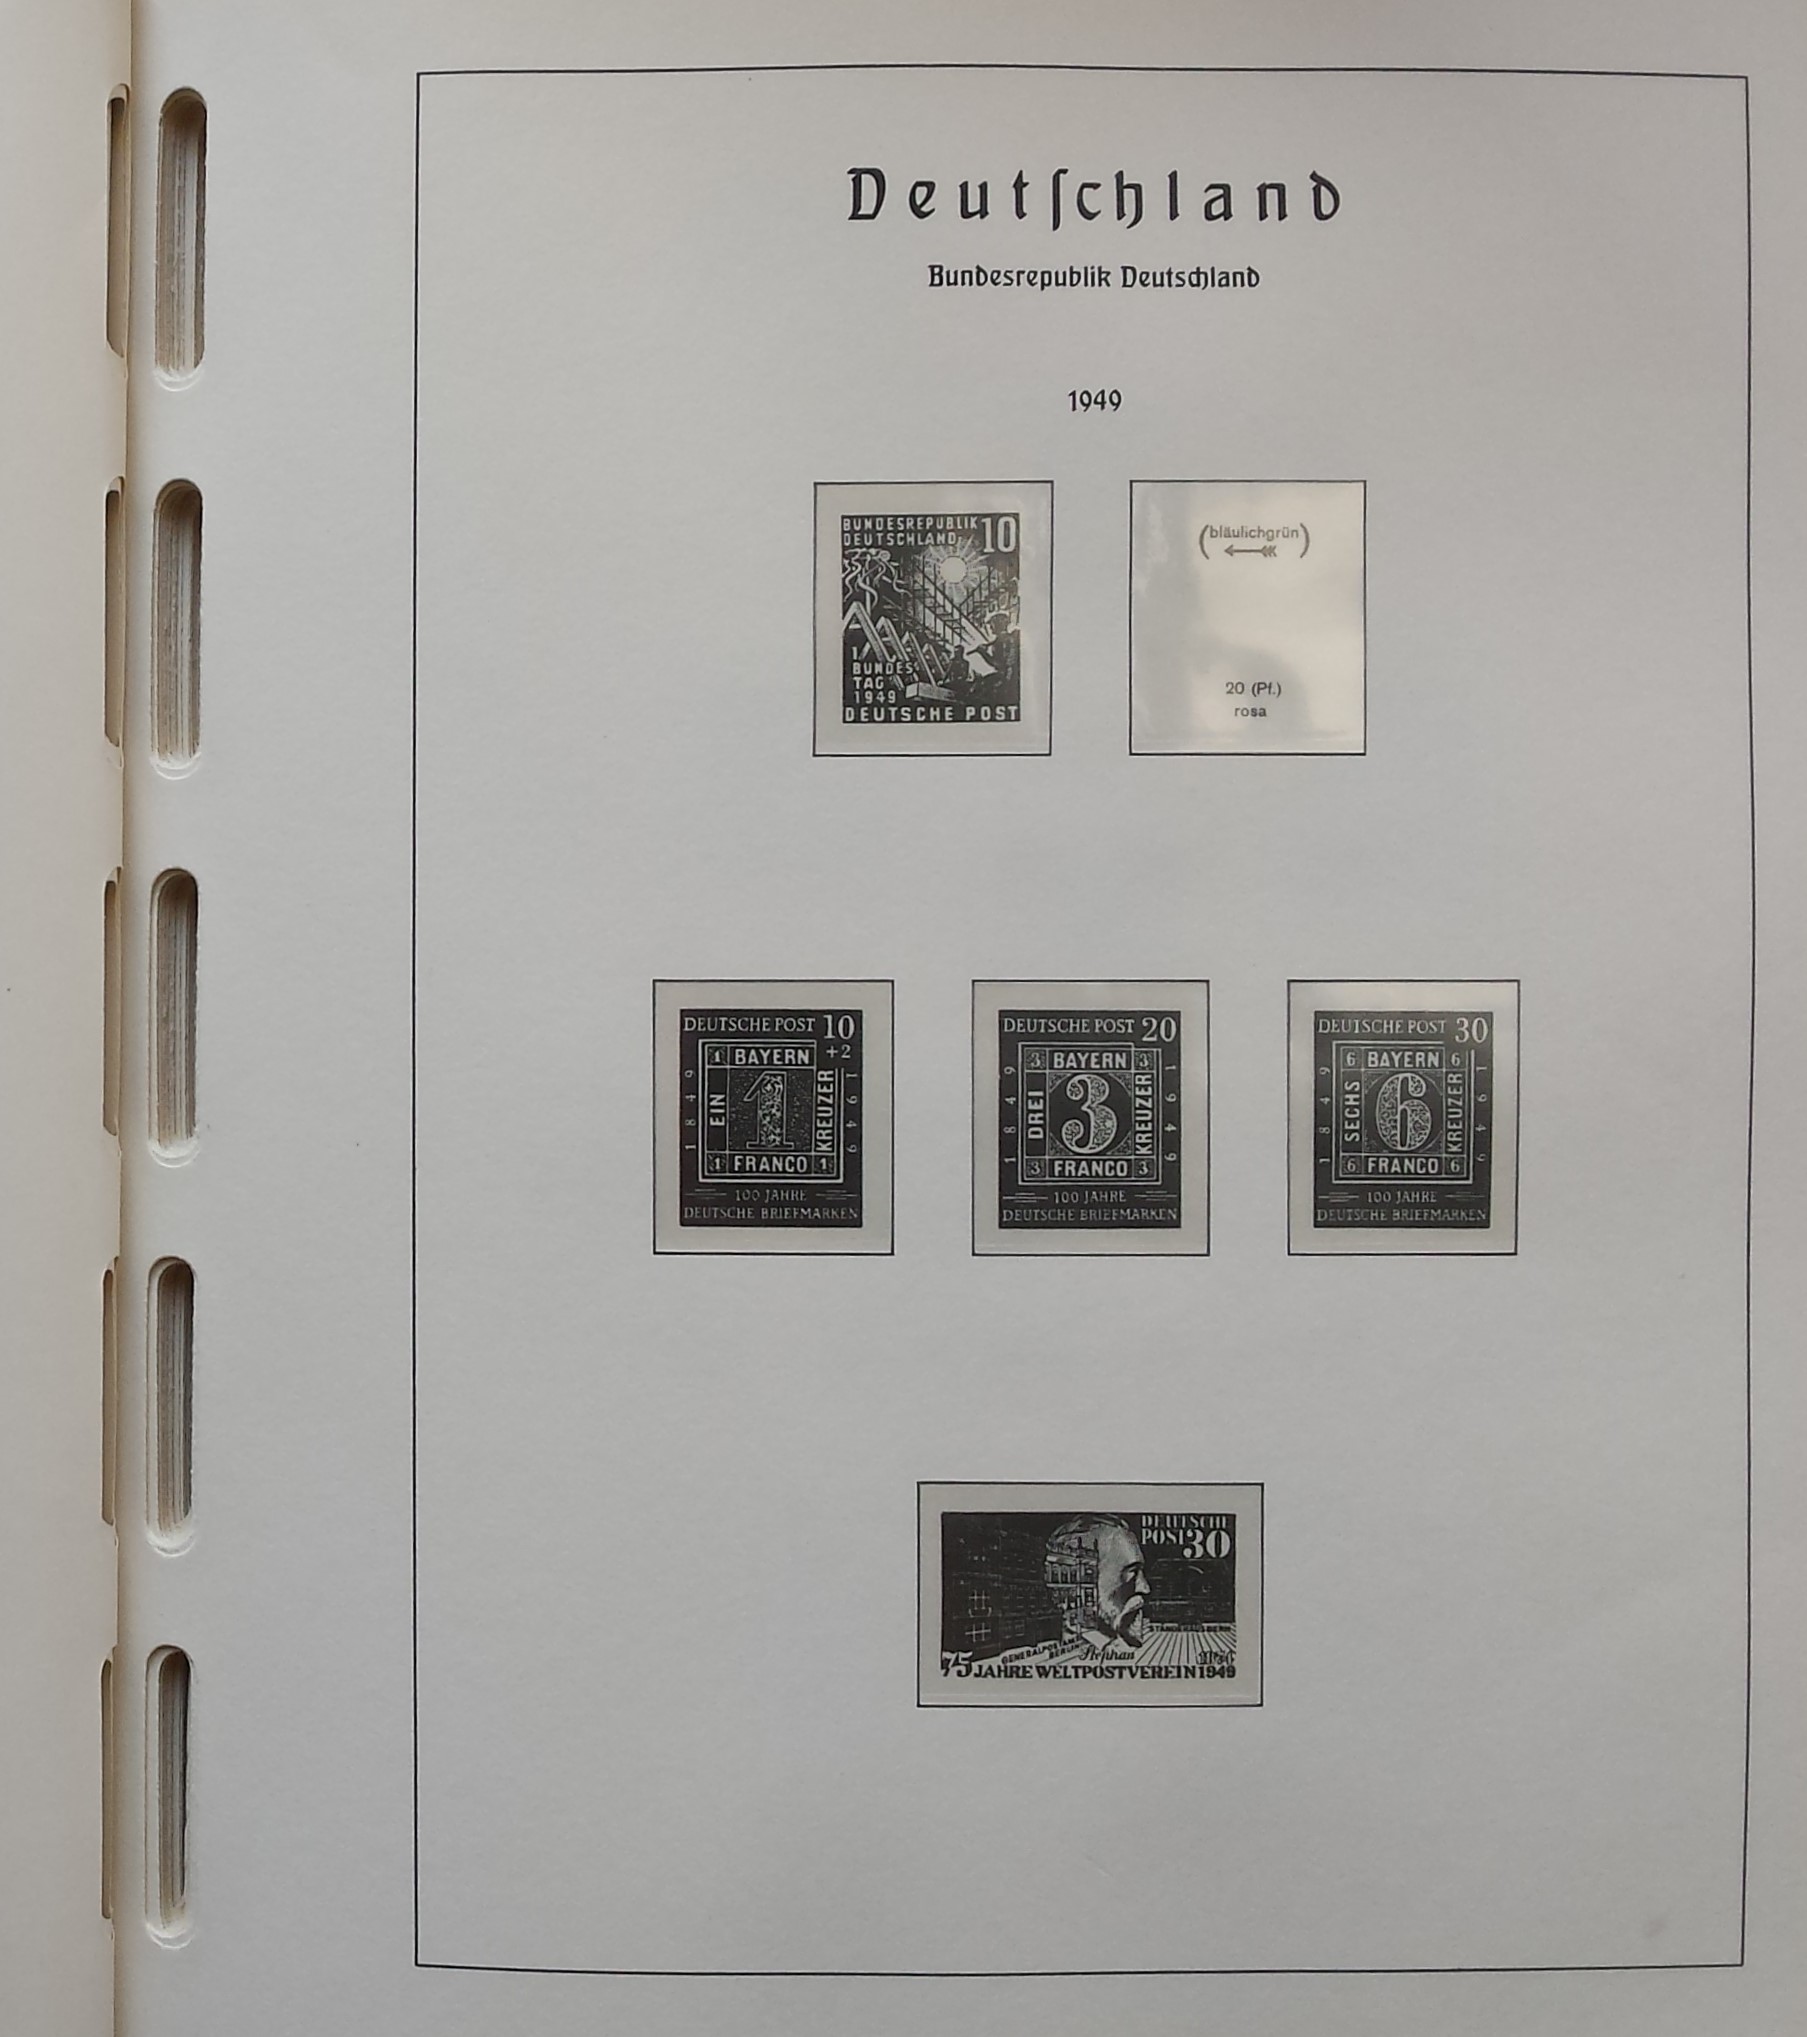 Deutſchland
Bundesrepublik Deutschland
1949
BUNDESREPUBLIK 10
DEUTSCHLAND
1.
BUNDES
TAG
1949
DEUTSCHE POST
(bläulichgrün)
20 (Pf.)
rosa
DEUTSCHE POST 10
+2
1 BAYERN
1849
EIN
1
KREUZER
1949
1 FRANCO 1
100 JAHRE
DEUTSCHE BRIEFMARKEN
DEUTSCHE POST 20
3 BAYERN 3
1849
DREI
3
KREUZER
1949
3 FRANCO 3
100 JAHRE
DEUTSCHE BRIEFMARKEN
DEUTSCHE POST 30
6 BAYERN 6
1849
SECHS
6
KREUZER
1949
6 FRANCO 6
100 JAHRE
DEUTSCHE BRIEFMARKEN
DEUTSCHE
POST 30
STÄNDEHAUS BERN
GENERALPOSTAMT
BERLIN
Stephan
75 JAHRE WELTPOSTVEREIN 1949